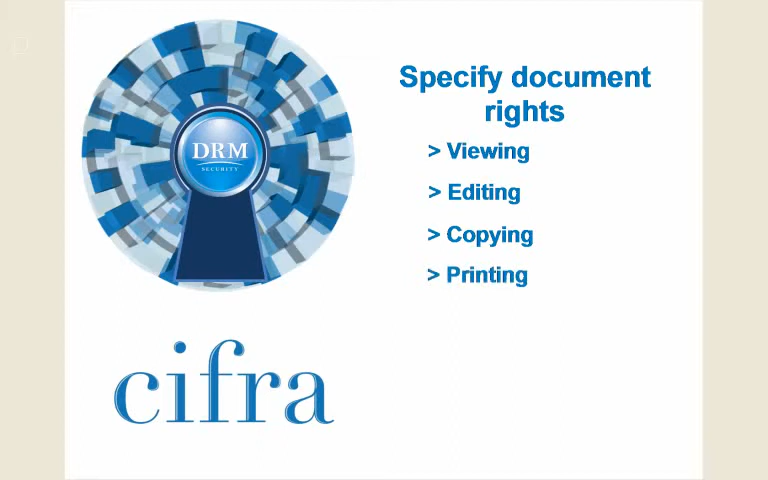 DRM
SECURITY
cifra
Specify document
rights
> Viewing
> Editing
> Copying
> Printing